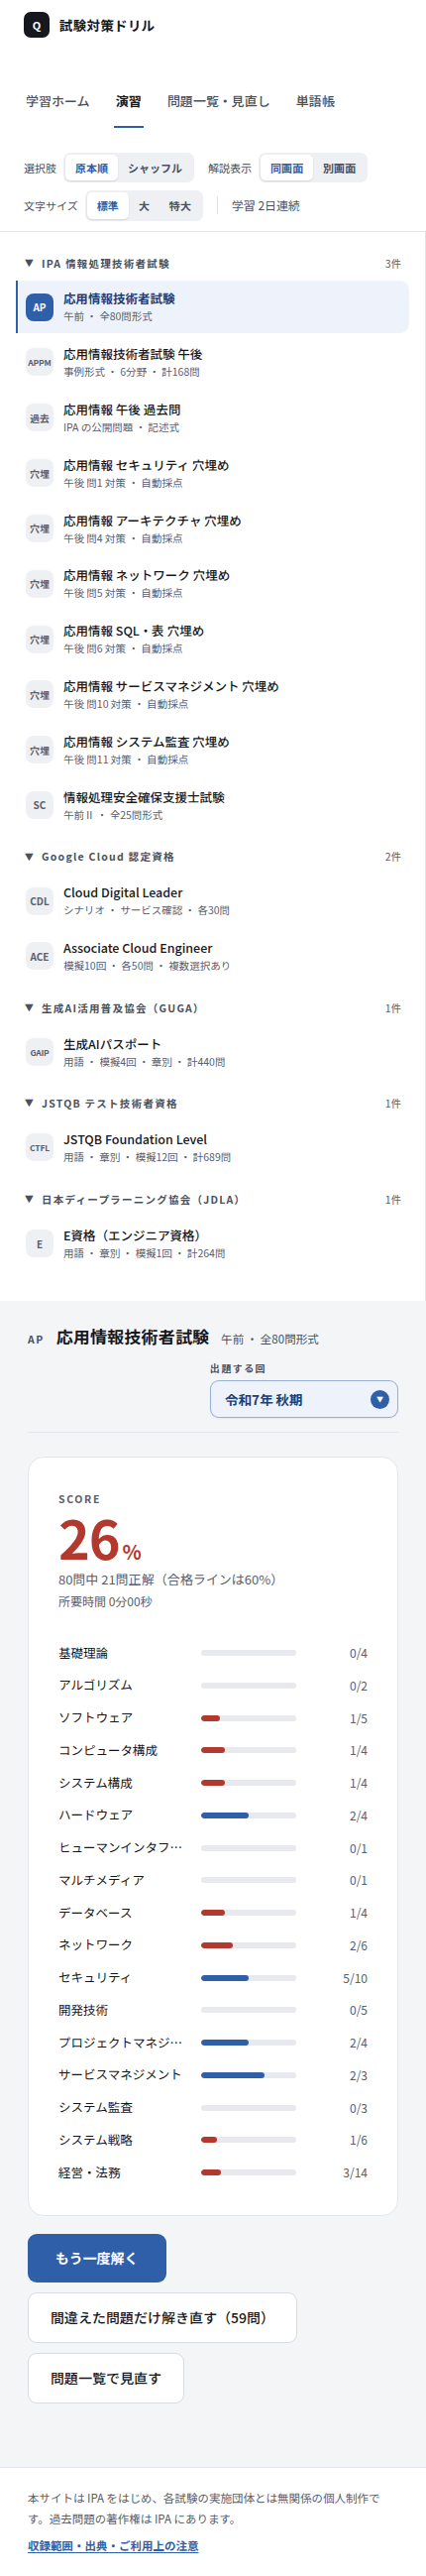 Q 試験対策ドリル
学習ホーム 演習 問題一覧・見直し 単語帳
選択肢 原本順 シャッフル 解説表示 同画面 別画面
文字サイズ 標準 大 特大 学習 2日連続
▼ IPA 情報処理技術者試験 3件
AP 応用情報技術者試験
午前 ・ 全80問形式
APPM 応用情報技術者試験 午後
事例形式 ・ 6分野 ・ 計168問
過去 応用情報 午後 過去問
IPA の公開問題 ・ 記述式
穴埋 応用情報 セキュリティ 穴埋め
午後 問1 対策 ・ 自動採点
穴埋 応用情報 アーキテクチャ 穴埋め
午後 問4 対策 ・ 自動採点
穴埋 応用情報 ネットワーク 穴埋め
午後 問5 対策 ・ 自動採点
穴埋 応用情報 SQL・表 穴埋め
午後 問6 対策 ・ 自動採点
穴埋 応用情報 サービスマネジメント 穴埋め
午後 問10 対策 ・ 自動採点
穴埋 応用情報 システム監査 穴埋め
午後 問11 対策 ・ 自動採点
SC 情報処理安全確保支援士試験
午前Ⅱ ・ 全25問形式
▼ Google Cloud 認定資格 2件
CDL Cloud Digital Leader
シナリオ ・ サービス確認 ・ 各30問
ACE Associate Cloud Engineer
模擬10回 ・ 各50問 ・ 複数選択あり
▼ 生成AI活用普及協会（GUGA） 1件
GAIP 生成AIパスポート
用語 ・ 模擬4回 ・ 章別 ・ 計440問
▼ JSTQB テスト技術者資格 1件
CTFL JSTQB Foundation Level
用語 ・ 章別 ・ 模擬12回 ・ 計689問
▼ 日本ディープラーニング協会（JDLA） 1件
E E資格（エンジニア資格）
用語 ・ 章別 ・ 模擬1回 ・ 計264問
AP 応用情報技術者試験 午前 ・ 全80問形式
出題する回
令和7年 秋期 ▼
SCORE
26%
80問中 21問正解（合格ラインは60%）
所要時間 0分00秒
基礎理論 0/4
アルゴリズム 0/2
ソフトウェア 1/5
コンピュータ構成 1/4
システム構成 1/4
ハードウェア 2/4
ヒューマンインタフ… 0/1
マルチメディア 0/1
データベース 1/4
ネットワーク 2/6
セキュリティ 5/10
開発技術 0/5
プロジェクトマネジ… 2/4
サービスマネジメント 2/3
システム監査 0/3
システム戦略 1/6
経営・法務 3/14
もう一度解く
間違えた問題だけ解き直す（59問）
問題一覧で見直す
本サイトは IPA をはじめ、各試験の実施団体とは無関係の個人制作で
す。過去問題の著作権は IPA にあります。
収録範囲・出典・ご利用上の注意